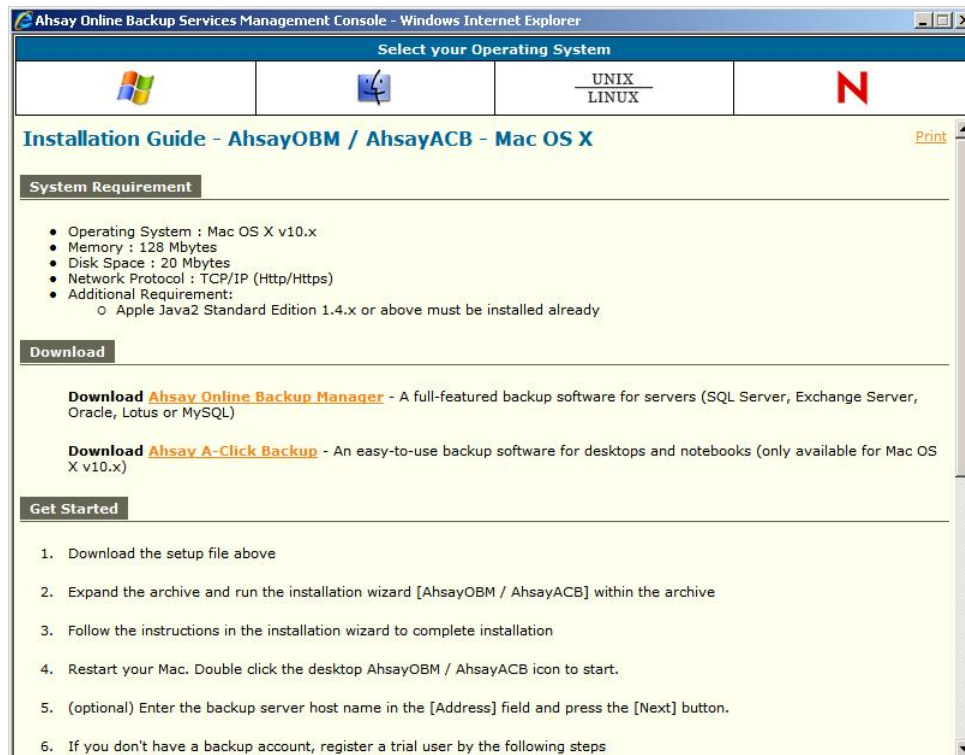 Ahsay Online Backup Services Management Console - Windows Internet Explorer
Select your Operating System
UNIX
LINUX
N
Installation Guide - AhsayOBM / AhsayACB - Mac OS X
Print
System Requirement
• Operating System : Mac OS X v10.x
• Memory : 128 Mbytes
• Disk Space : 20 Mbytes
• Network Protocol : TCP/IP (Http/Https)
• Additional Requirement:
o Apple Java2 Standard Edition 1.4.x or above must be installed already
Download
Download Ahsay Online Backup Manager - A full-featured backup software for servers (SQL Server, Exchange Server,
Oracle, Lotus or MySQL)
Download Ahsay A-Click Backup - An easy-to-use backup software for desktops and notebooks (only available for Mac OS
X v10.x)
Get Started
1. Download the setup file above
2. Expand the archive and run the installation wizard [AhsayOBM / AhsayACB] within the archive
3. Follow the instructions in the installation wizard to complete installation
4. Restart your Mac. Double click the desktop AhsayOBM / AhsayACB icon to start.
5. (optional) Enter the backup server host name in the [Address] field and press the [Next] button.
6. If you don't have a backup account, register a trial user by the following steps